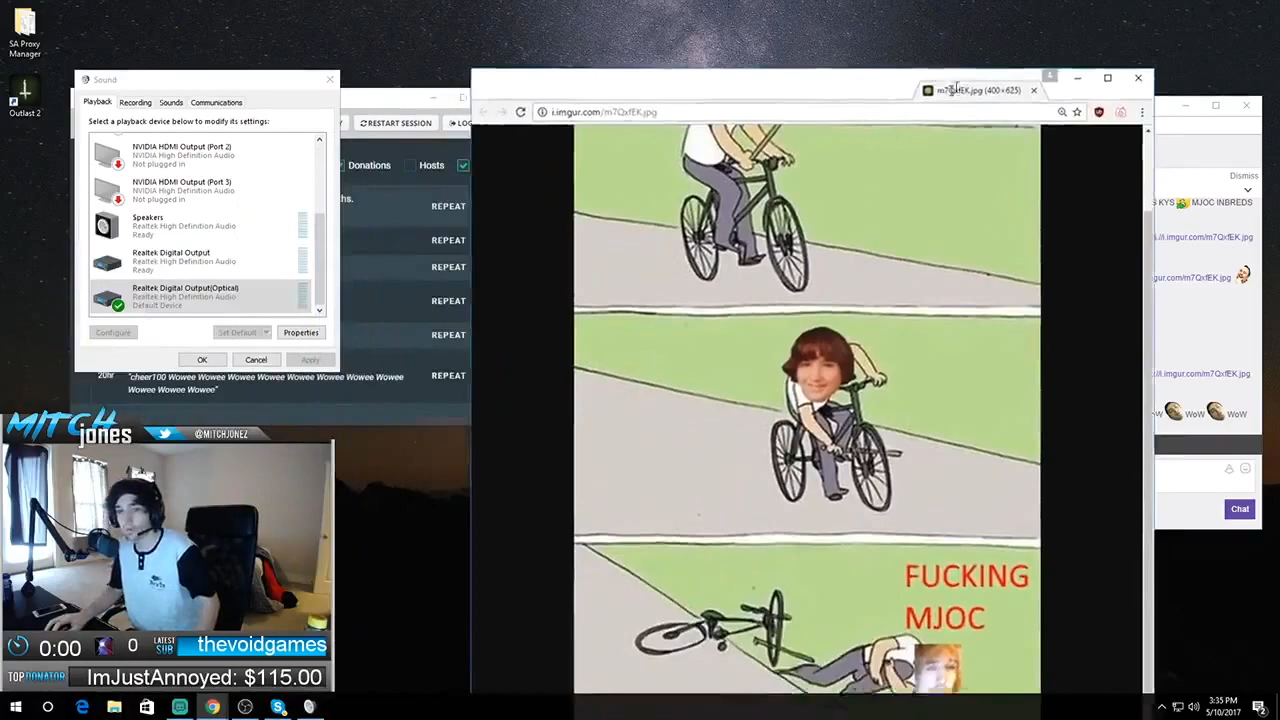 SA Proxy
Manager
Outlast 2
Sound
Playback
Recording
Sounds
Communications
Select a playback device below to modify its settings:
NVIDIA HDMI Output (Port 2)
NVIDIA High Definition Audio
Not plugged in
NVIDIA HDMI Output (Port 3)
NVIDIA High Definition Audio
Not plugged in
Speakers
Realtek High Definition Audio
Ready
Realtek Digital Output
Realtek High Definition Audio
Ready
Realtek Digital Output(Optical)
Realtek High Definition Audio
Default Device
Configure
Set Default
Properties
OK
Cancel
Apply
RESTART SESSION
LOG
Donations
Hosts
hs.
REPEAT
REPEAT
REPEAT
REPEAT
REPEAT
20hr
"cheer100 Wowee Wowee Wowee Wowee Wowee Wowee Wowee
Wowee Wowee Wowee"
REPEAT
(400×625)
i.imgur.com/m7QxfEK.jpg
FUCKING
MJOC
Dismiss
KYS MJOC INBREDS
//i.imgur.com/m7QxfEK.jpg
imgur.com/m7QxfEK.jpg
//i.imgur.com/m7QxfEK.jpg
WoW WoW
Chat
MITCH
jones
@MITCHJONEZ
0:00
0
LATEST
SUB
thevoidgames
TOP DONATOR
ImJustAnnoyed: $115.00
3:35 PM
5/10/2017